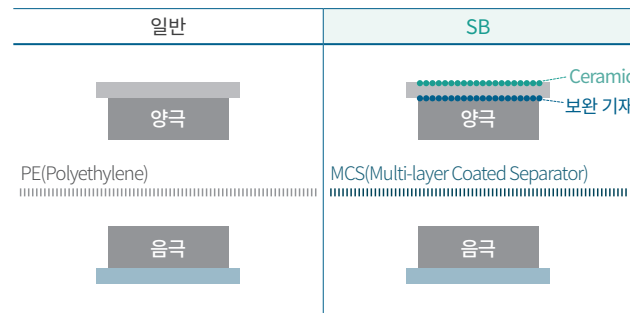 일반
SB
Ceramic
보완 기재
양극
양극
PE(Polyethylene)
MCS(Multi-layer Coated Separator)
음극
음극